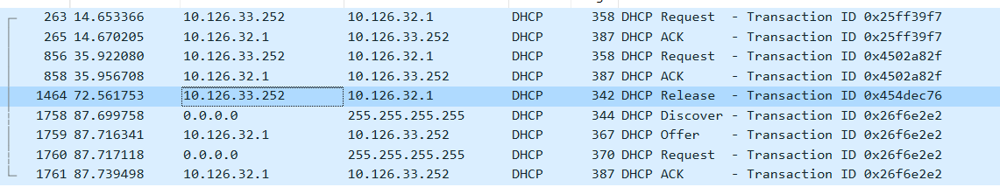 263 14.653366 10.126.33.252 10.126.32.1 DHCP 358 DHCP Request - Transaction ID 0x25ff39f7
265 14.670205 10.126.32.1 10.126.33.252 DHCP 387 DHCP ACK - Transaction ID 0x25ff39f7
856 35.922080 10.126.33.252 10.126.32.1 DHCP 358 DHCP Request - Transaction ID 0x4502a82f
858 35.956708 10.126.32.1 10.126.33.252 DHCP 387 DHCP ACK - Transaction ID 0x4502a82f
1464 72.561753 10.126.33.252 10.126.32.1 DHCP 342 DHCP Release - Transaction ID 0x454dec76
1758 87.699758 0.0.0.0 255.255.255.255 DHCP 344 DHCP Discover - Transaction ID 0x26f6e2e2
1759 87.716341 10.126.32.1 10.126.33.252 DHCP 367 DHCP Offer - Transaction ID 0x26f6e2e2
1760 87.717118 0.0.0.0 255.255.255.255 DHCP 370 DHCP Request - Transaction ID 0x26f6e2e2
1761 87.739498 10.126.32.1 10.126.33.252 DHCP 387 DHCP ACK - Transaction ID 0x26f6e2e2